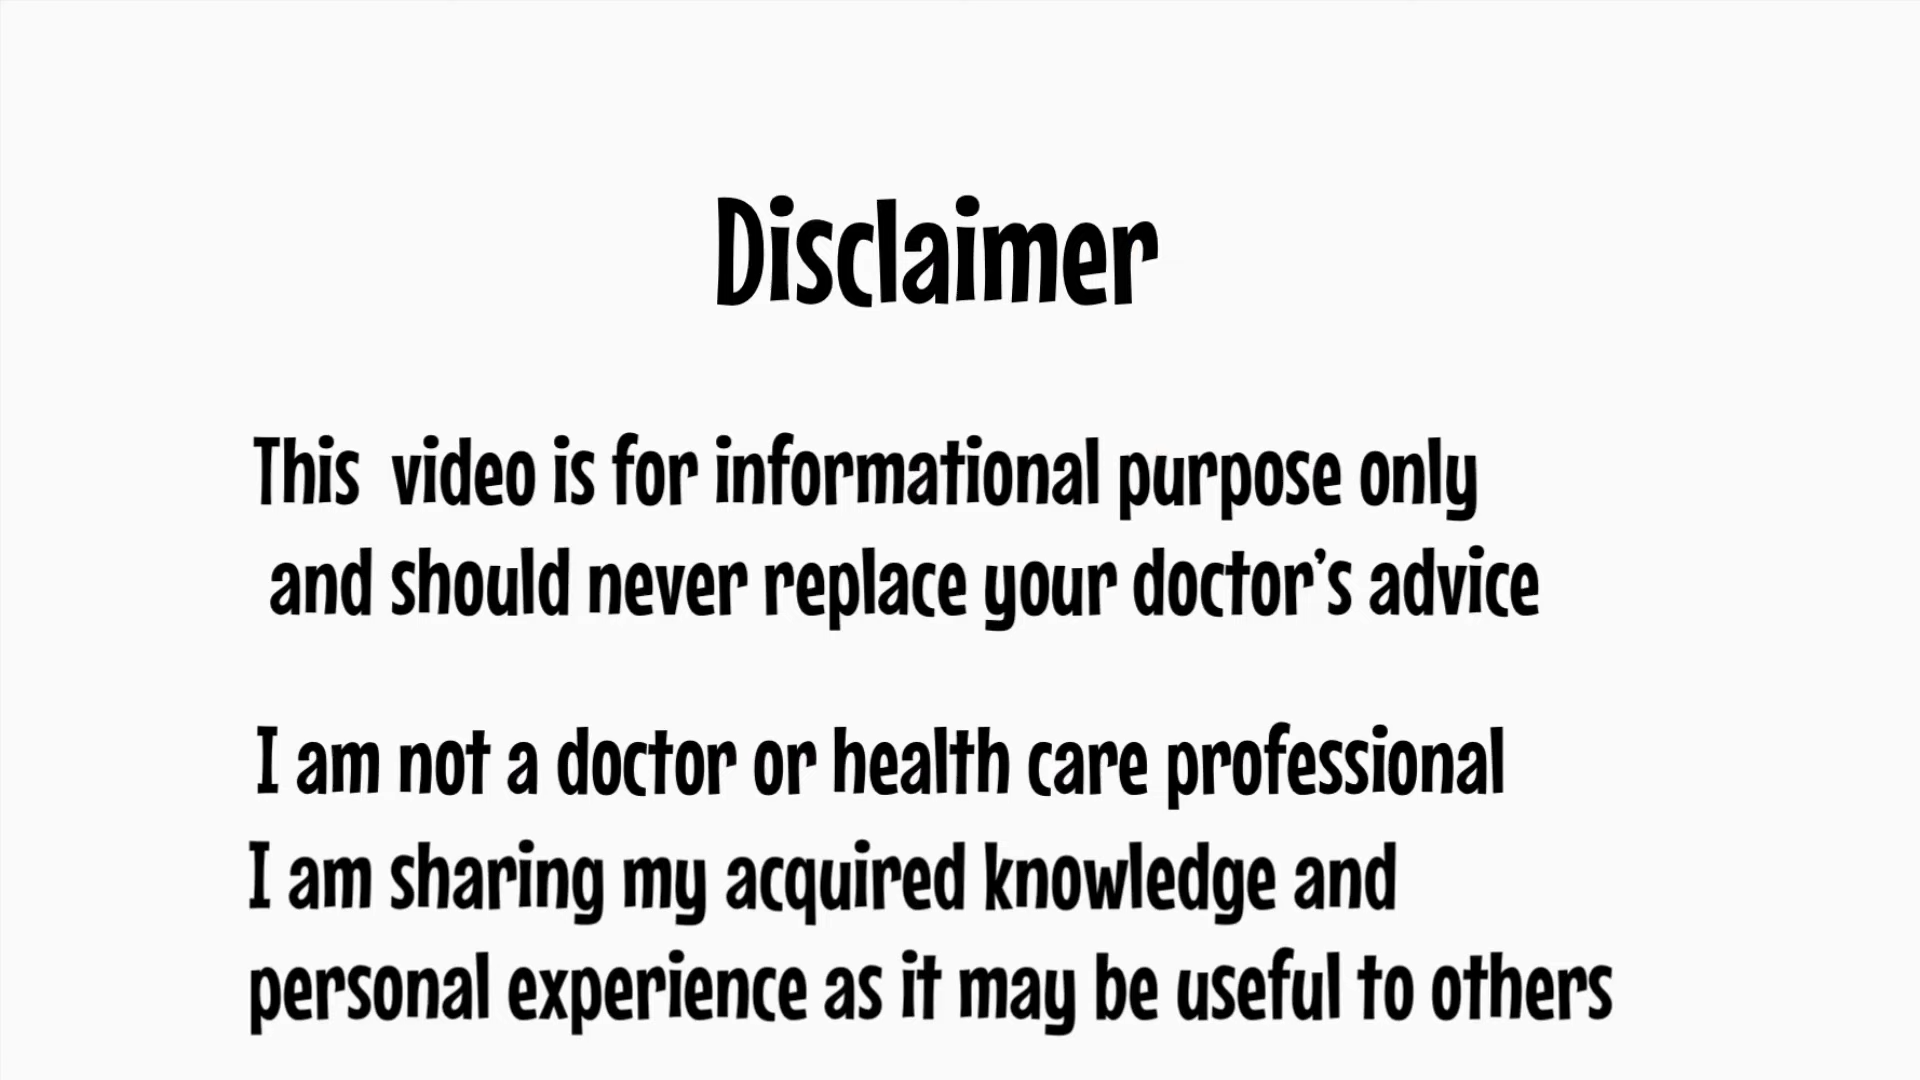 Disclaimer
This video is for informational purpose only
and should never replace your doctor's advice
I am not a doctor or health care professional
I am sharing my acquired knowledge and
personal experience as it may be useful to others